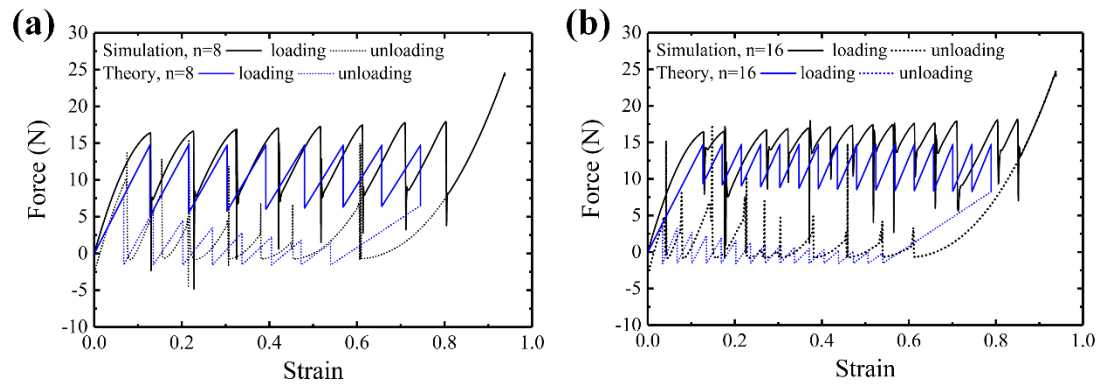 (a)
Simulation, n=8 loading unloading
Theory, n=8 loading unloading
30
25
20
15
10
5
0
-5
-10
0.0 0.2 0.4 0.6 0.8 1.0
Force (N)
Strain
(b)
Simulation, n=16 loading unloading
Theory, n=16 loading unloading
30
25
20
15
10
5
0
-5
-10
0.0 0.2 0.4 0.6 0.8 1.0
Force (N)
Strain